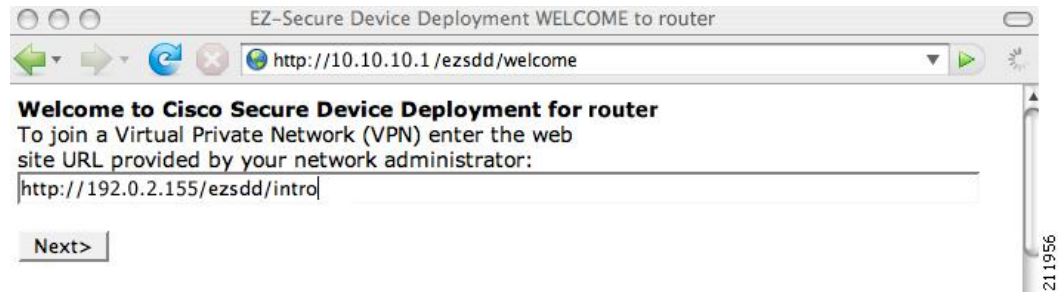 EZ-Secure Device Deployment WELCOME to router
http://10.10.10.1/ezsdd/welcome
Welcome to Cisco Secure Device Deployment for router
To join a Virtual Private Network (VPN) enter the web
site URL provided by your network administrator:
http://192.0.2.155/ezsdd/intro
Next>
211956